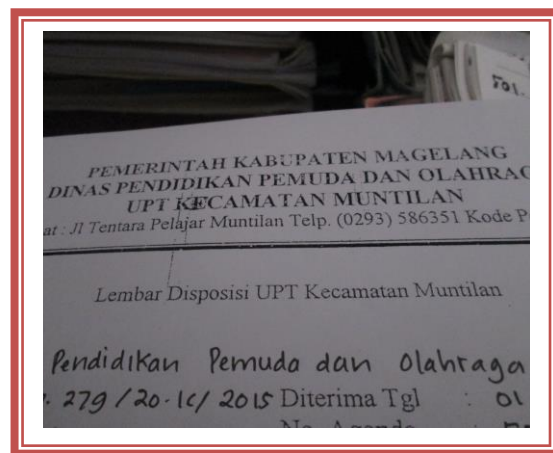 701.
PEMERINTAH KABUPATEN MAGELANG
DINAS PENDIDIKAN PEMUDA DAN OLAHRAG
UPT KECAMATAN MUNTILAN
at : Jl Tentara Pelajar Muntilan Telp. (0293) 586351 Kode P
Lembar Disposisi UPT Kecamatan Muntilan
Pendidikan Pemuda dan Olahraga
. 279 / 20.1c / 2015 Diterima Tgl : 01
No. Agenda